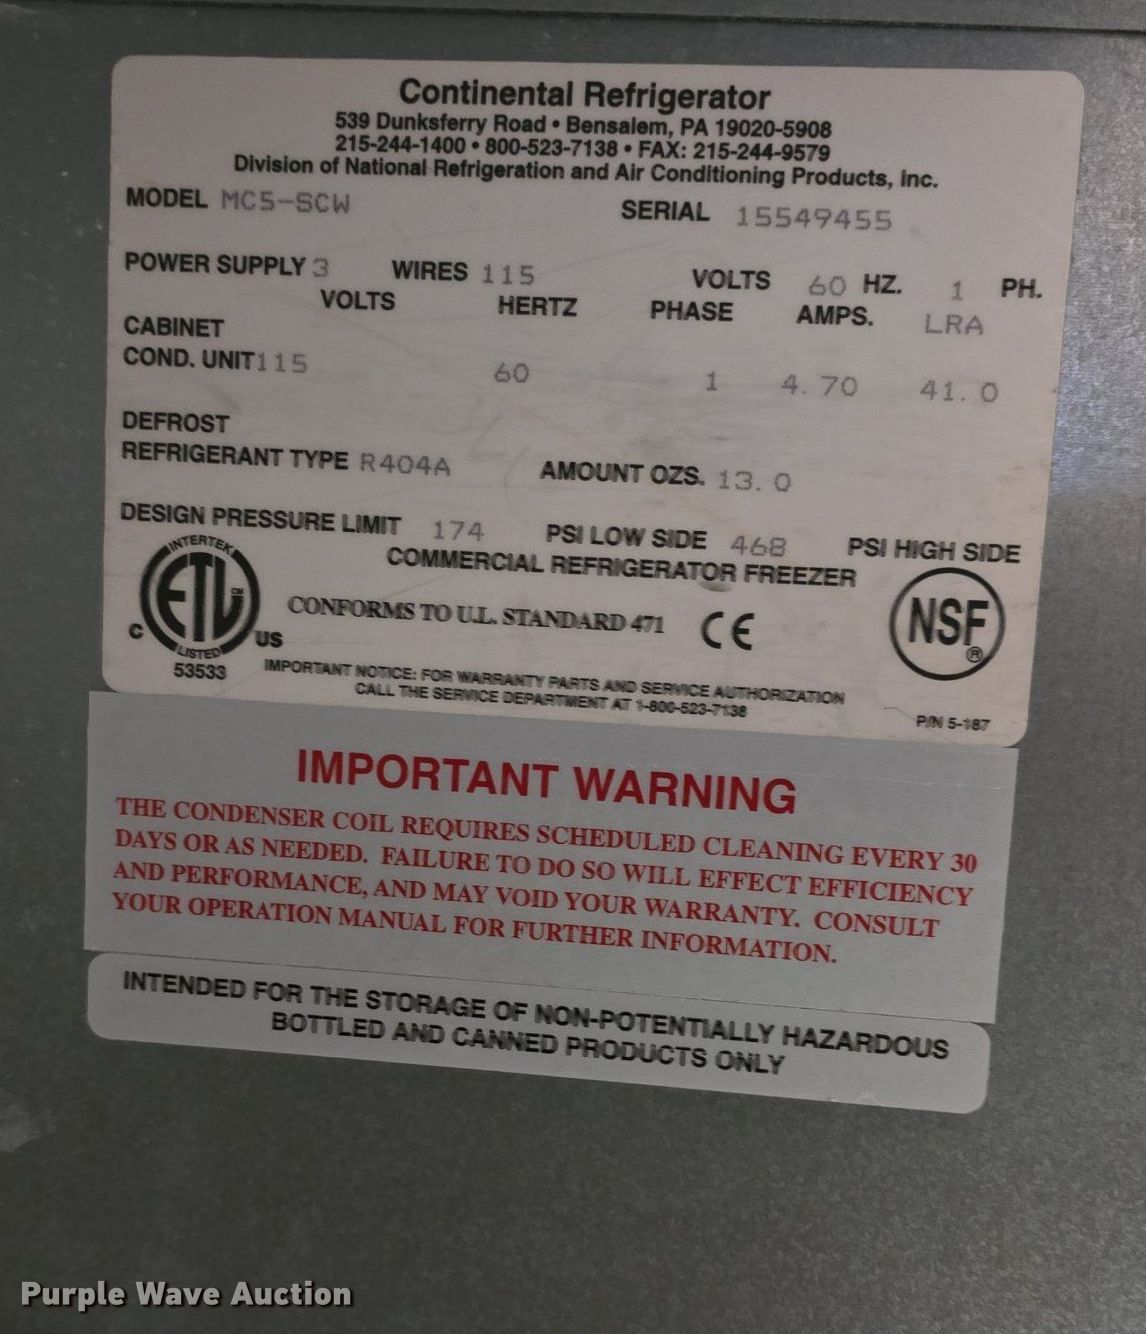 Continental Refrigerator
539 Dunksferry Road • Bensalem, PA 19020-5908
215-244-1400 • 800-523-7138 • FAX: 215-244-9579
Division of National Refrigeration and Air Conditioning Products, Inc.
MODEL MC5-SCW SERIAL 15549455
POWER SUPPLY 3 WIRES 115 VOLTS 60 HZ. 1 PH.
VOLTS HERTZ PHASE AMPS. LRA
CABINET
COND. UNIT 115 60 1 4.70 41.0
DEFROST
REFRIGERANT TYPE R404A AMOUNT OZS. 13.0
DESIGN PRESSURE LIMIT 174 PSI LOW SIDE 468 PSI HIGH SIDE
COMMERCIAL REFRIGERATOR FREEZER
INTERTEK
ETL CM
LISTED
C US
53533
CONFORMS TO U.L. STANDARD 471 CE
NSF ®
IMPORTANT NOTICE: FOR WARRANTY PARTS AND SERVICE AUTHORIZATION
CALL THE SERVICE DEPARTMENT AT 1-800-523-7138
P/N 5-187
IMPORTANT WARNING
THE CONDENSER COIL REQUIRES SCHEDULED CLEANING EVERY 30
DAYS OR AS NEEDED. FAILURE TO DO SO WILL EFFECT EFFICIENCY
AND PERFORMANCE, AND MAY VOID YOUR WARRANTY. CONSULT
YOUR OPERATION MANUAL FOR FURTHER INFORMATION.
INTENDED FOR THE STORAGE OF NON-POTENTIALLY HAZARDOUS
BOTTLED AND CANNED PRODUCTS ONLY
Purple Wave Auction